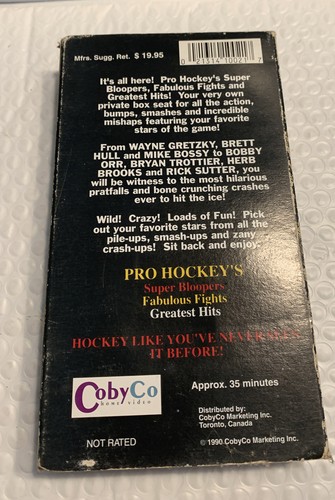 Mfrs. Sugg. Ret. $ 19.95
It's all here! Pro Hockey's Super
Bloopers, Fabulous Fights and
Greatest Hits! Your very own
private box seat for all the action,
bumps, smashes and incredible
mishaps featuring your favorite
stars of the game!
From WAYNE GRETZKY, BRETT
HULL and MIKE BOSSY to BOBBY
ORR, BRYAN TROTTIER, HERB
BROOKS and RICK SUTTER, you
will be witness to the most hilarious
pratfalls and bone crunching crashes
ever to hit the ice!
Wild! Crazy! Loads of Fun! Pick
out your favorite stars from all the
pile-ups, smash-ups and zany
crash-ups! Sit back and enjoy.
PRO HOCKEY'S
Super Bloopers
Fabulous Fights
Greatest Hits
HOCKEY LIKE YOU'VE NEVER SEEN
IT BEFORE!
CobyCo
home video
Approx. 35 minutes
Distributed by:
CobyCo Marketing Inc.
Toronto, Canada
NOT RATED
© 1990 CobyCo Marketing Inc.